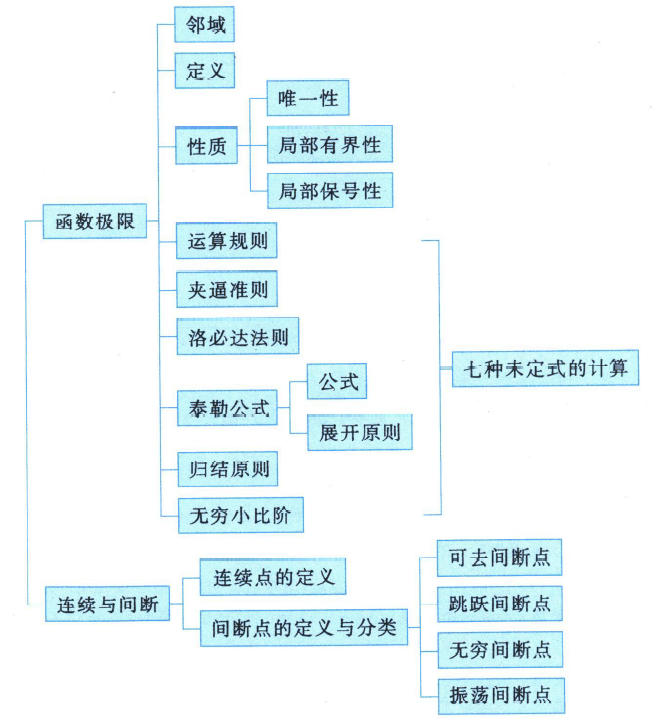 邻域
定义
唯一性
性质
局部有界性
局部保号性
函数极限
运算规则
夹逼准则
洛必达法则
七种未定式的计算
公式
泰勒公式
展开原则
归结原则
无穷小比阶
可去间断点
连续点的定义
连续与间断
跳跃间断点
间断点的定义与分类
无穷间断点
振荡间断点